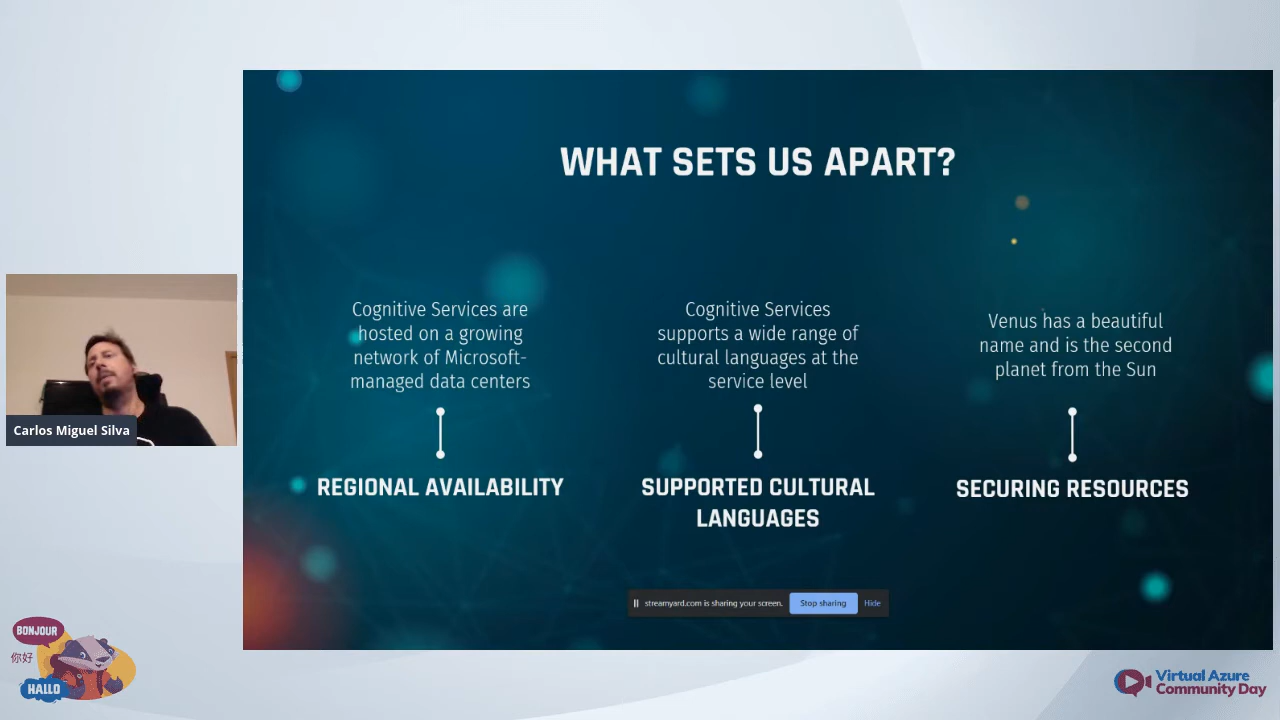 WHAT SETS US APART?
Cognitive Services are
hosted on a growing
network of Microsoft-
managed data centers
REGIONAL AVAILABILITY
Cognitive Services
supports a wide range of
cultural languages at the
service level
SUPPORTED CULTURAL
LANGUAGES
Venus has a beautiful
name and is the second
planet from the Sun
SECURING RESOURCES
Carlos Miguel Silva
streamyard.com is sharing your screen.
Stop sharing
Hide
BONJOUR
你好
HALLO
Virtual Azure
Community Day